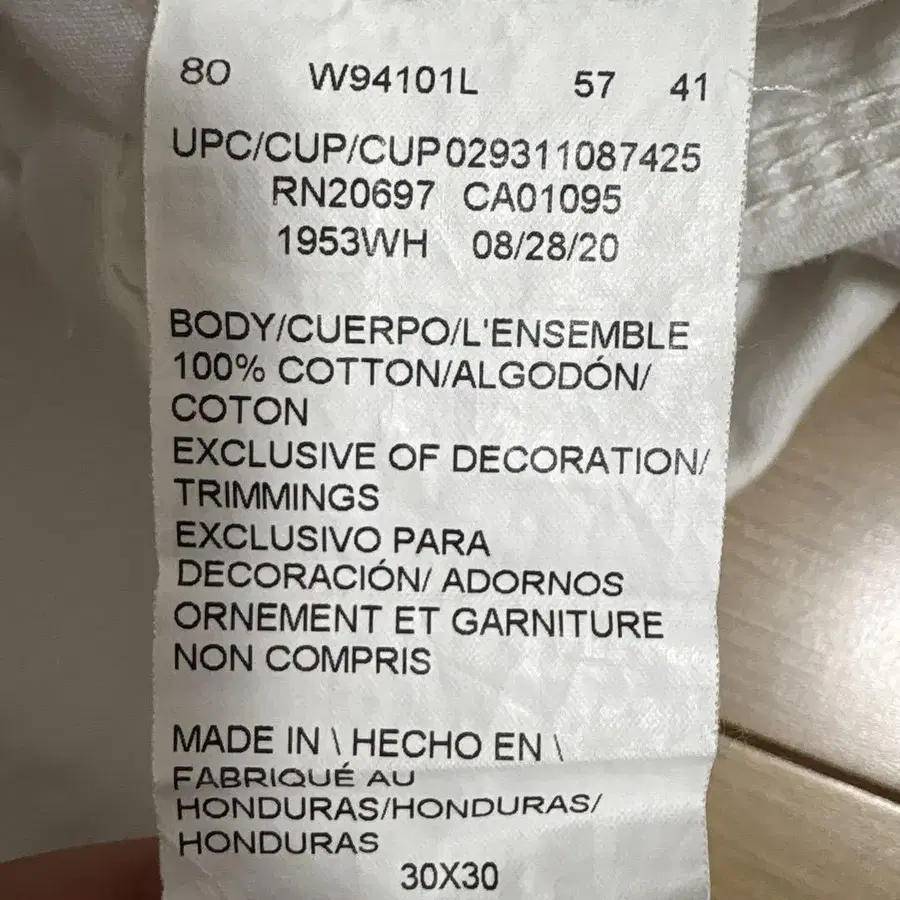 80 W94101L 57 41
UPC/CUP/CUP029311087425
RN20697 CA01095
1953WH 08/28/20
BODY/CUERPO/L'ENSEMBLE
100% COTTON/ALGODÓN/
COTON
EXCLUSIVE OF DECORATION/
TRIMMINGS
EXCLUSIVO PARA
DECORACIÓN/ ADORNOS
ORNEMENT ET GARNITURE
NON COMPRIS
MADE IN \ HECHO EN \
FABRIQUÉ AU
HONDURAS/HONDURAS/
HONDURAS
30X30